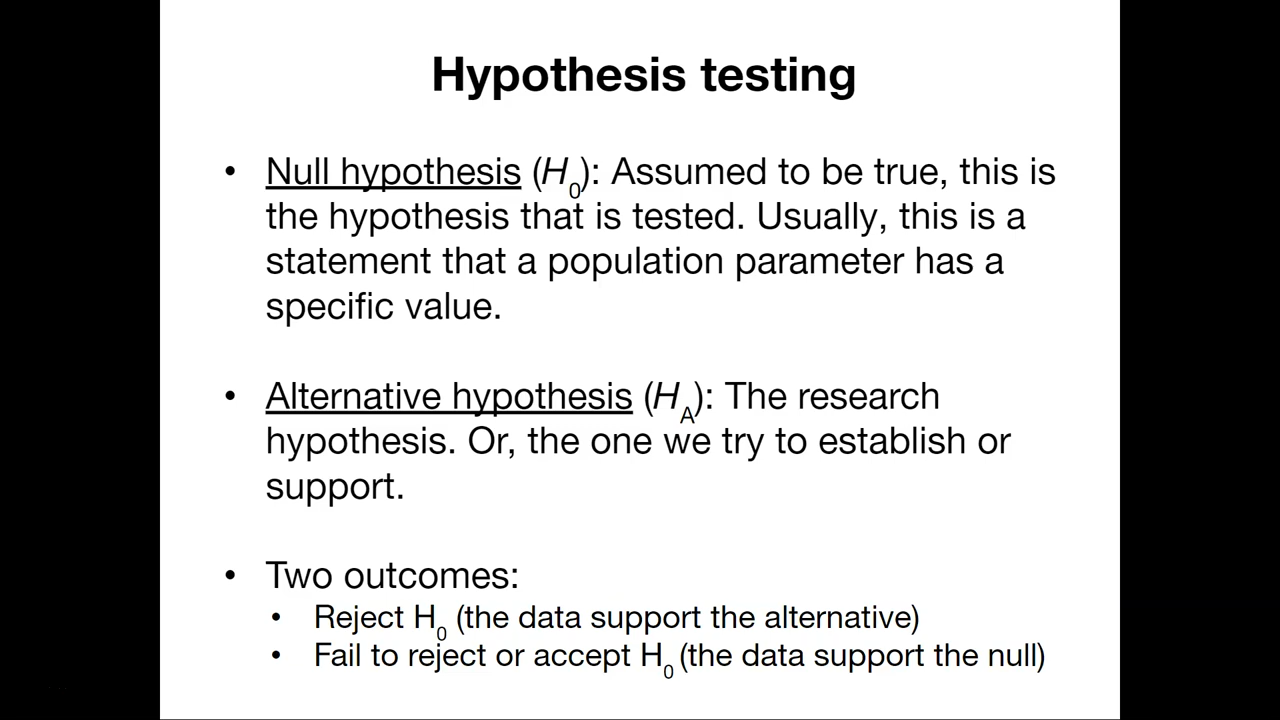 Hypothesis testing
• Null hypothesis (H0): Assumed to be true, this is
the hypothesis that is tested. Usually, this is a
statement that a population parameter has a
specific value.
• Alternative hypothesis (HA): The research
hypothesis. Or, the one we try to establish or
support.
• Two outcomes:
• Reject H0 (the data support the alternative)
• Fail to reject or accept H0 (the data support the null)